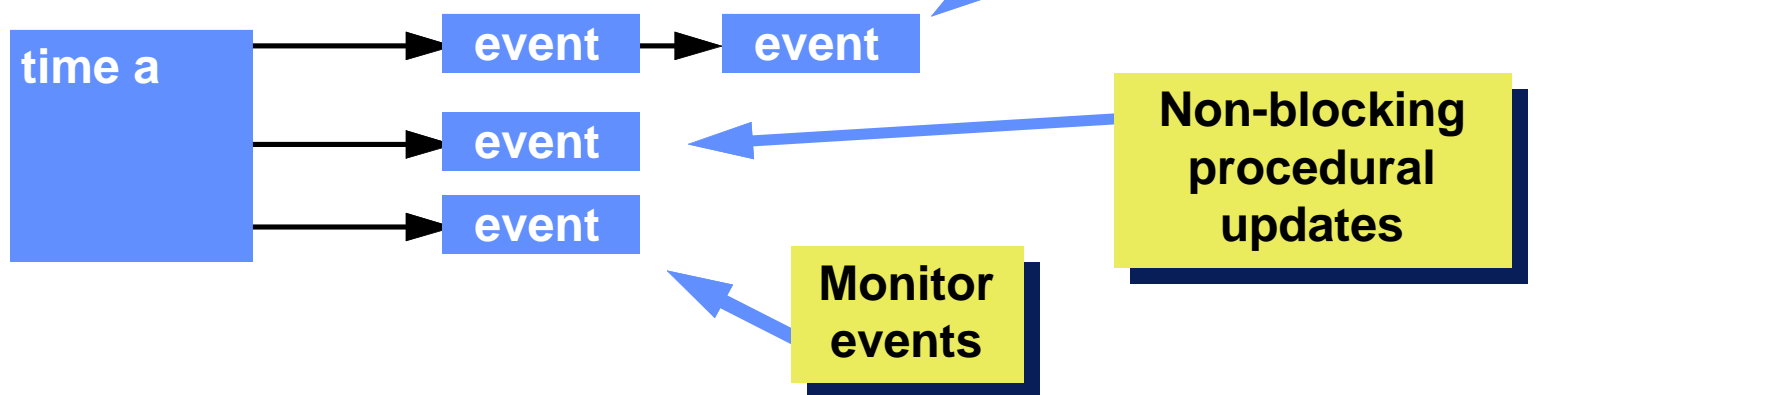 time a
event
event
event
event
Non-blocking
procedural
updates
Monitor
events